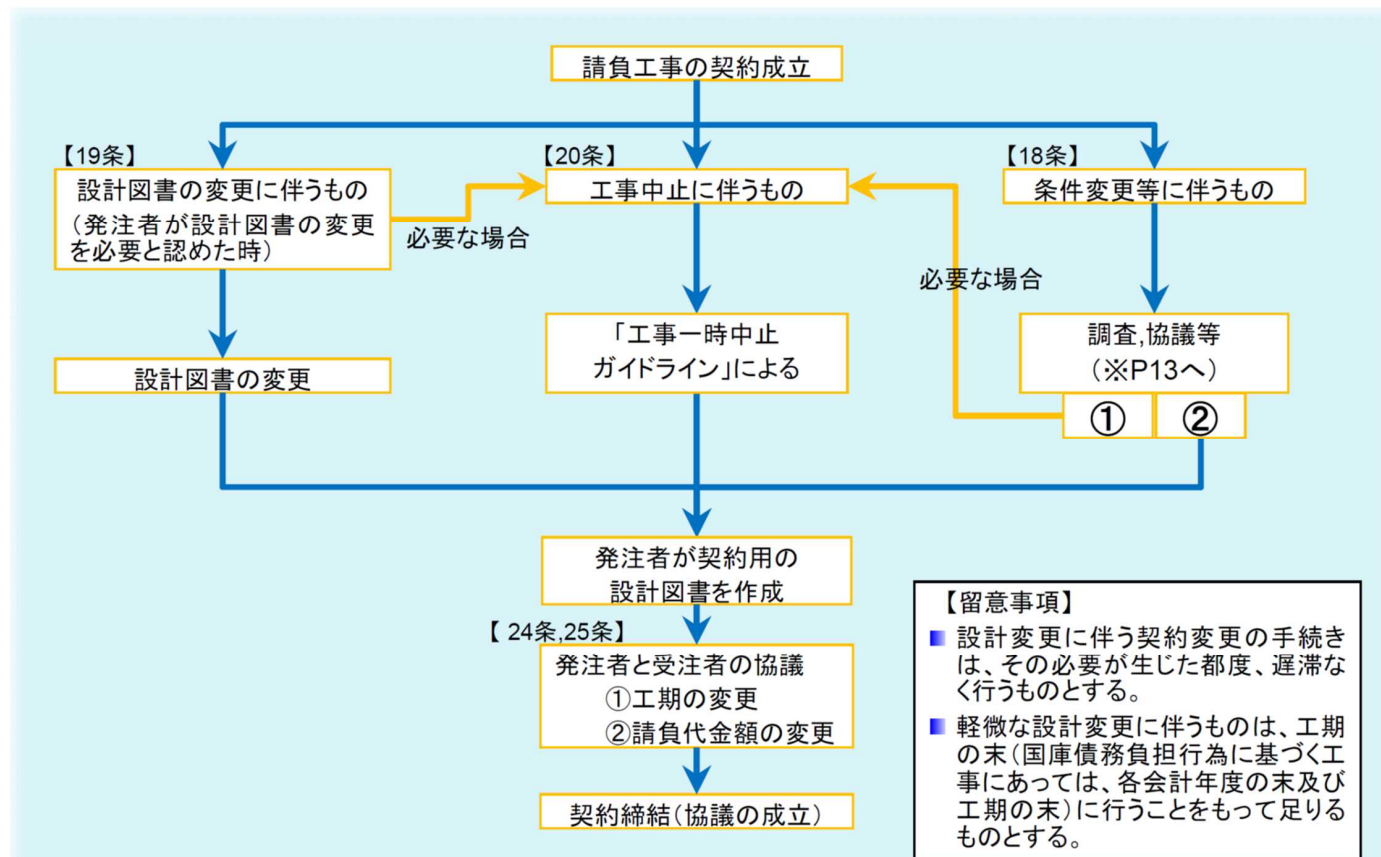 請負工事の契約成立
【19条】
設計図書の変更に伴うもの
(発注者が設計図書の変更
を必要と認めた時)
必要な場合
【20条】
工事中止に伴うもの
【18条】
条件変更等に伴うもの
必要な場合
設計図書の変更
「工事一時中止
ガイドライン」による
調査,協議等
(※P13へ)
① ②
発注者が契約用の
設計図書を作成
【 24条,25条】
発注者と受注者の協議
①工期の変更
②請負代金額の変更
契約締結(協議の成立)
【留意事項】
設計変更に伴う契約変更の手続き
は、その必要が生じた都度、遅滞な
く行うものとする。
軽微な設計変更に伴うものは、工期
の末(国庫債務負担行為に基づく工
事にあっては、各会計年度の末及び
工期の末)に行うことをもって足りる
ものとする。